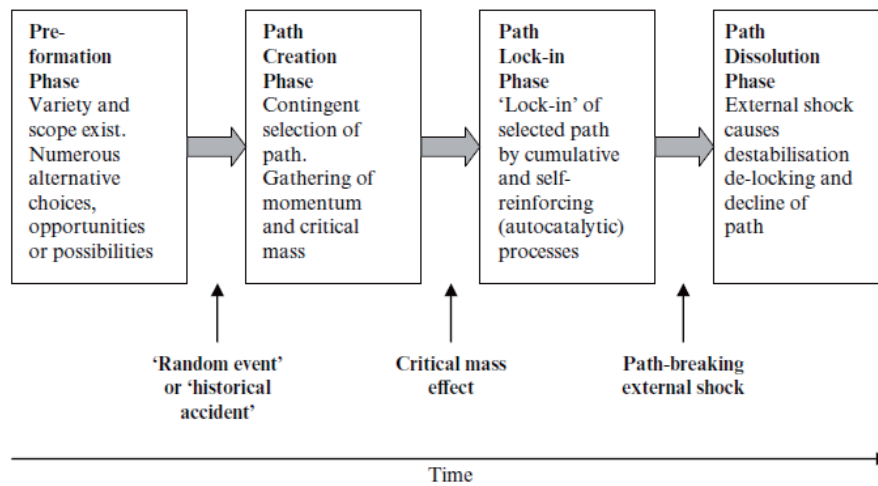 Pre-
formation
Phase
Variety and
scope exist.
Numerous
alternative
choices,
opportunities
or possibilities
Path
Creation
Phase
Contingent
selection of
path.
Gathering of
momentum
and critical
mass
Path
Lock-in
Phase
‘Lock-in’ of
selected path
by cumulative
and self-
reinforcing
(autocatalytic)
processes
Path
Dissolution
Phase
External shock
causes
destabilisation
de-locking and
decline of
path
‘Random event’
or ‘historical
accident’
Critical mass
effect
Path-breaking
external shock
Time